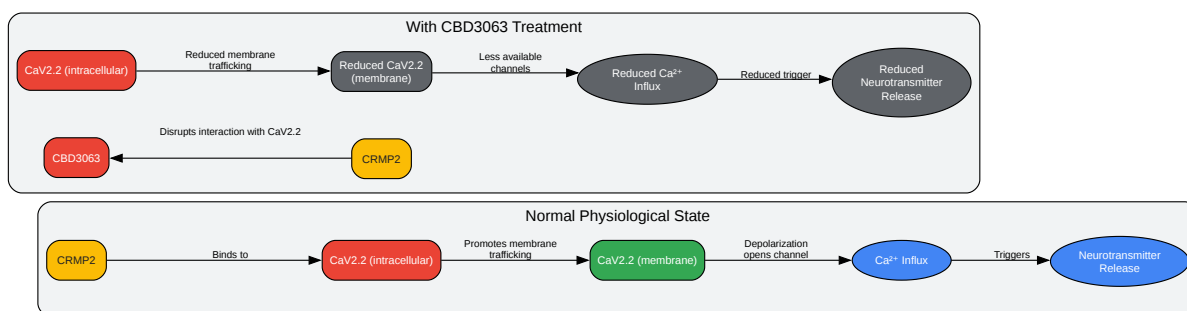 With CBD3063 Treatment
CaV2.2 (intracellular)
Reduced membrane
trafficking
Reduced CaV2.2
(membrane)
Less available
channels
Reduced Ca²⁺
Influx
Reduced trigger
Reduced
Neurotransmitter
Release
Disrupts interaction with CaV2.2
CBD3063
CRMP2
Normal Physiological State
CRMP2
Binds to
CaV2.2 (intracellular)
Promotes membrane
trafficking
CaV2.2 (membrane)
Depolarization
opens channel
Ca²⁺ Influx
Triggers
Neurotransmitter
Release